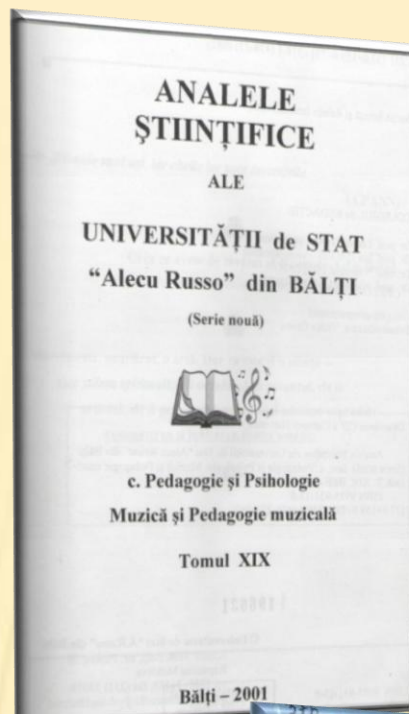 ANALELE
ŞTIINŢIFICE
ALE
UNIVERSITĂŢII de STAT
“Alecu Russo” din BĂLŢI
(Serie nouă)
c. Pedagogie şi Psihologie
Muzică şi Pedagogie muzicală
Tomul XIX
Bălţi – 2001